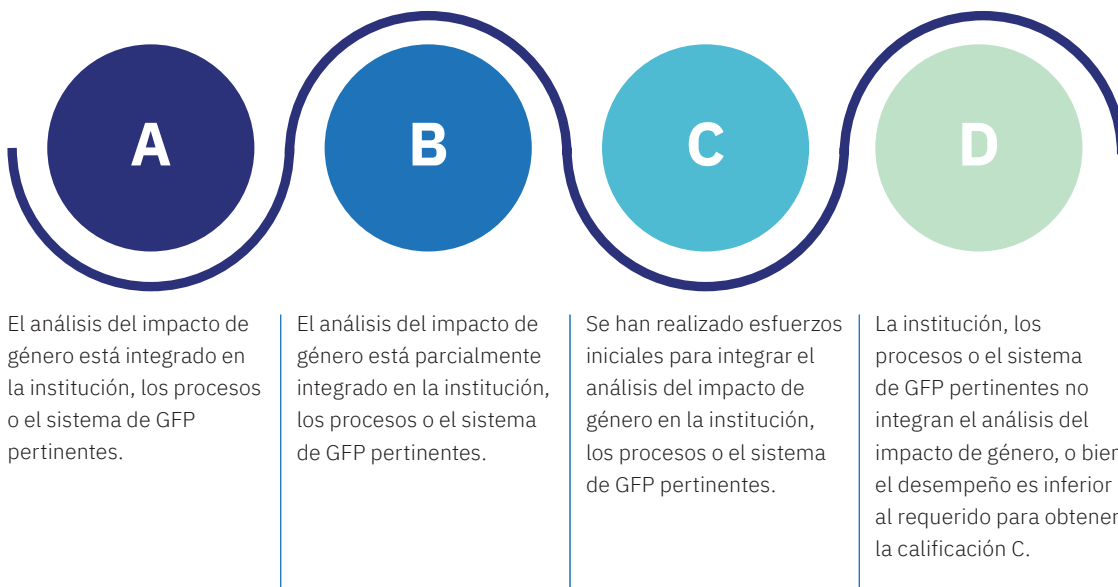 A
B
C
D
El análisis del impacto de
género está integrado en
la institución, los procesos
o el sistema de GFP
pertinentes.
El análisis del impacto de
género está parcialmente
integrado en la institución,
los procesos o el sistema
de GFP pertinentes.
Se han realizado esfuerzos
iniciales para integrar el
análisis del impacto de
género en la institución,
los procesos o el sistema
de GFP pertinentes.
La institución, los
procesos o el sistema
de GFP pertinentes no
integran el análisis del
impacto de género, o bien
el desempeño es inferior
al requerido para obtener
la calificación C.